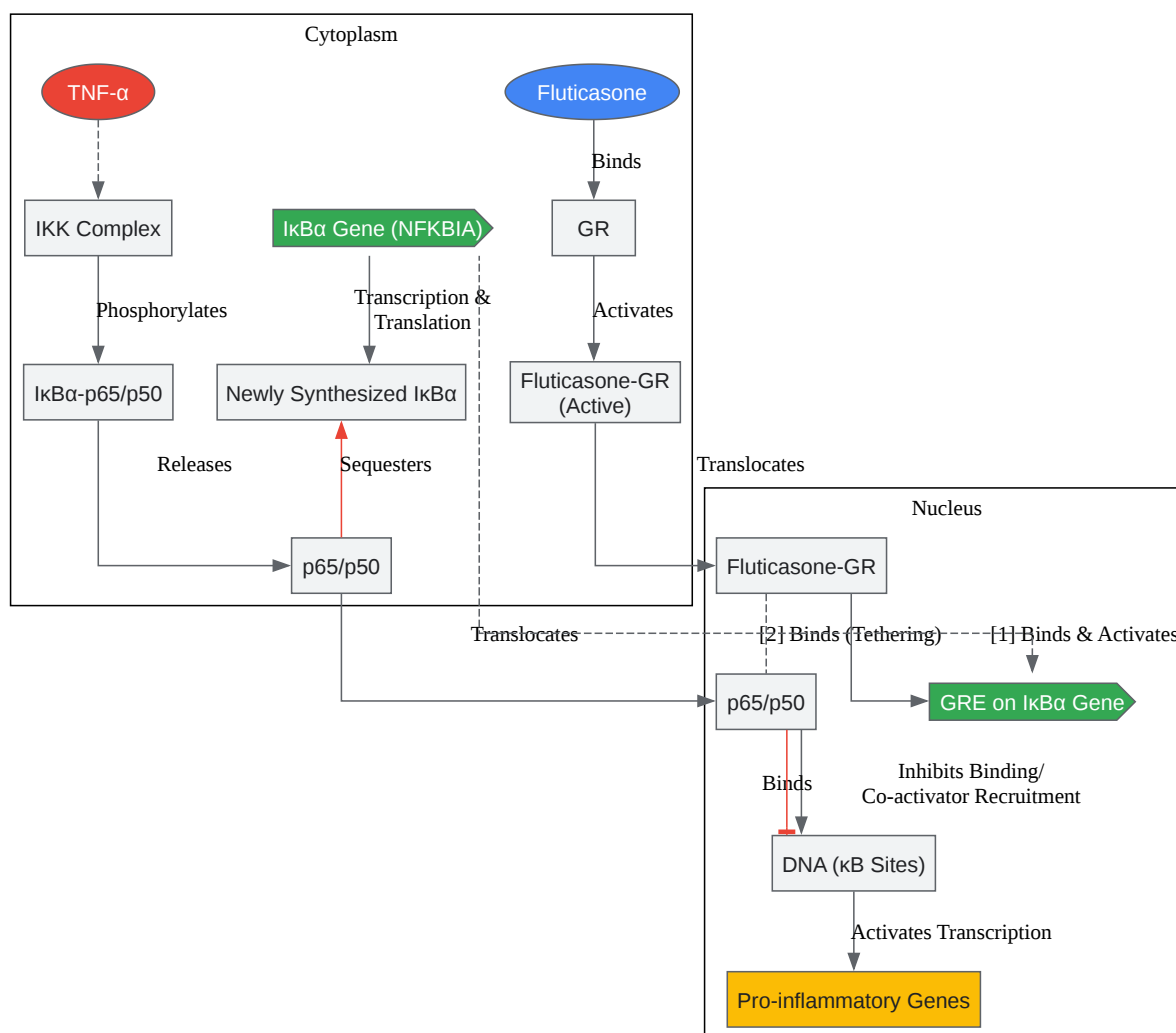 Cytoplasm
TNF-α
Fluticasone
Binds
IKK Complex
IκBα Gene (NFKBIA)
GR
Phosphorylates
Transcription &
Translation
Activates
IκBα-p65/p50
Newly Synthesized IκBα
Fluticasone-GR
(Active)
Releases
Sequesters
Translocates
Nucleus
p65/p50
Fluticasone-GR
Translocates
[2] Binds (Tethering)
[1] Binds & Activates
p65/p50
GRE on IκBα Gene
Binds
Inhibits Binding/
Co-activator Recruitment
DNA (κB Sites)
Activates Transcription
Pro-inflammatory Genes